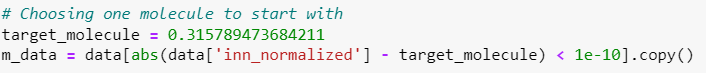 # Choosing one molecule to start with
target_molecule = 0.315789473684211
m_data = data[abs(data['inn_normalized'] - target_molecule) < 1e-10].copy()